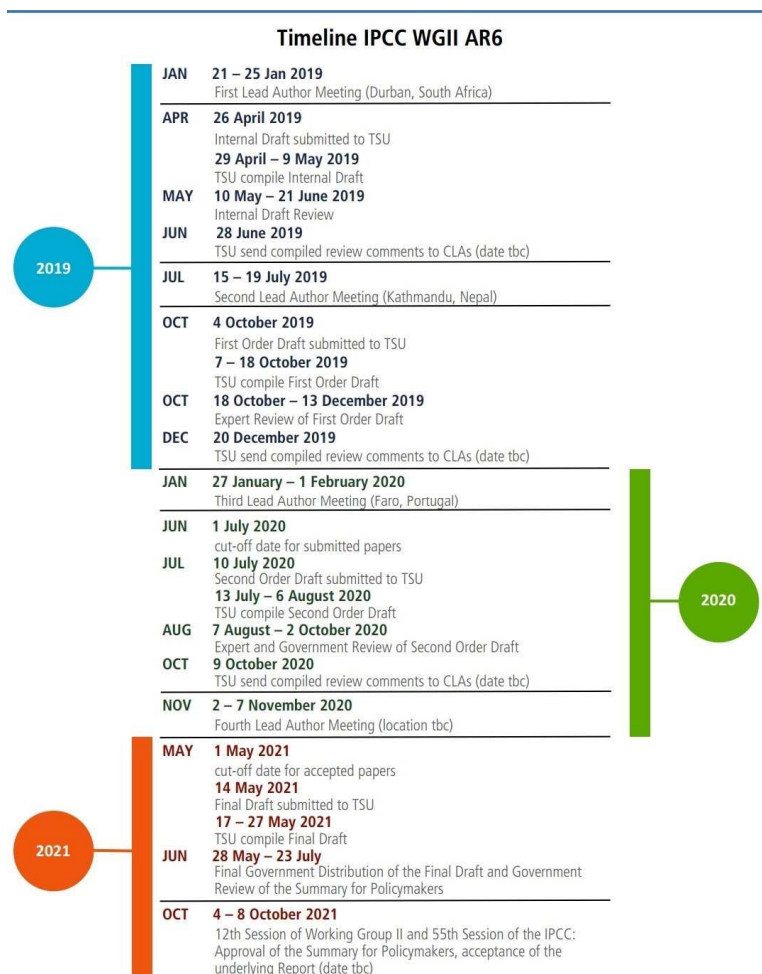 Timeline IPCC WGII AR6
JAN 21 – 25 Jan 2019
First Lead Author Meeting (Durban, South Africa)
APR 26 April 2019
Internal Draft submitted to TSU
29 April – 9 May 2019
TSU compile Internal Draft
MAY 10 May – 21 June 2019
Internal Draft Review
JUN 28 June 2019
TSU send compiled review comments to CLAs (date tbc)
2019
JUL 15 – 19 July 2019
Second Lead Author Meeting (Kathmandu, Nepal)
OCT 4 October 2019
First Order Draft submitted to TSU
7 – 18 October 2019
TSU compile First Order Draft
OCT 18 October – 13 December 2019
Expert Review of First Order Draft
DEC 20 December 2019
TSU send compiled review comments to CLAs (date tbc)
JAN 27 January – 1 February 2020
Third Lead Author Meeting (Faro, Portugal)
JUN 1 July 2020
cut-off date for submitted papers
JUL 10 July 2020
Second Order Draft submitted to TSU
13 July – 6 August 2020
TSU compile Second Order Draft
2020
AUG 7 August – 2 October 2020
Expert and Government Review of Second Order Draft
OCT 9 October 2020
TSU send compiled review comments to CLAs (date tbc)
NOV 2 – 7 November 2020
Fourth Lead Author Meeting (location tbc)
MAY 1 May 2021
cut-off date for accepted papers
14 May 2021
Final Draft submitted to TSU
17 – 27 May 2021
TSU compile Final Draft
2021
JUN 28 May – 23 July
Final Government Distribution of the Final Draft and Government
Review of the Summary for Policymakers
OCT 4 – 8 October 2021
12th Session of Working Group II and 55th Session of the IPCC:
Approval of the Summary for Policymakers, acceptance of the
underlying Report (date tbc)